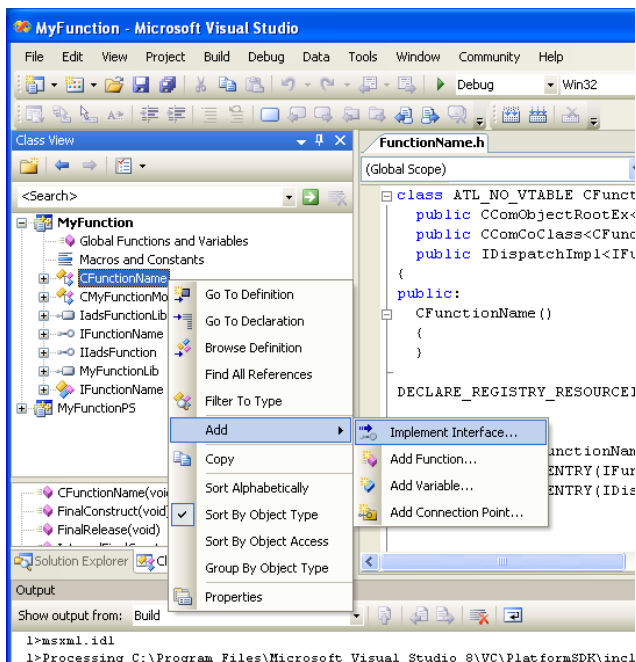 MyFunction - Microsoft Visual Studio
File Edit View Project Build Debug Data Tools Window Community Help
Debug Win32
Class View
FunctionName.h
(Global Scope)
<Search>
MyFunction
Global Functions and Variables
Macros and Constants
CFunctionName
CMyFunctionMo
IadsFunctionLib
IFunctionName
IIadsFunction
MyFunctionLib
IFunctionName
MyFunctionPS
class ATL_NO_VTABLE CFunct
public CComObjectRootEx<
public CComCoClass<CFunc
public IDispatchImpl<IFu
{
public:
CFunctionName()
{
}
DECLARE_REGISTRY_RESOURCEI
unctionNam
ENTRY(IFun
ENTRY(IDis
Go To Definition
Go To Declaration
Browse Definition
Find All References
Filter To Type
Add
Copy
Sort Alphabetically
Sort By Object Type
Sort By Object Access
Group By Object Type
Properties
Implement Interface...
Add Function...
Add Variable...
Add Connection Point...
CFunctionName(void
FinalConstruct(void)
FinalRelease(void)
Solution Explorer Cl
Output
Show output from: Build
1>msxml.idl
1>Processing C:\Program Files\Microsoft Visual Studio 8\VC\PlatformSDK\incl